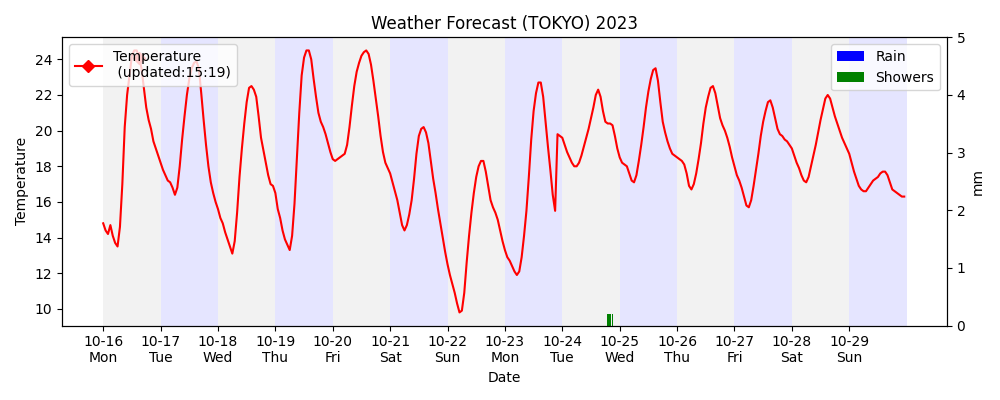 Weather Forecast (TOKYO) 2023
Temperature
(updated:15:19)
Rain
Showers
Temperature
24
22
20
18
16
14
12
10
5
4
3
2
1
0
mm
10-16 10-17 10-18 10-19 10-20 10-21 10-22 10-23 10-24 10-25 10-26 10-27 10-28 10-29
Mon Tue Wed Thu Fri Sat Sun Mon Tue Wed Thu Fri Sat Sun
Date